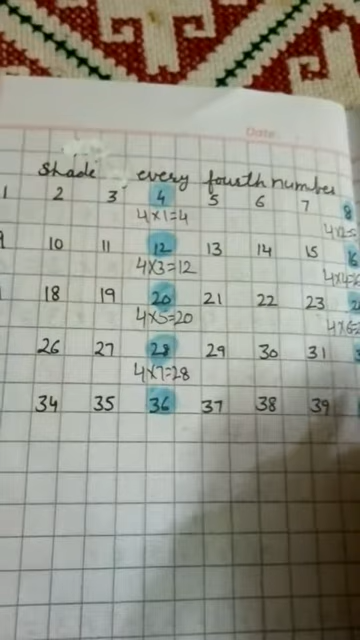 Date
Shade every fourth number
1 2 3 4 5 6 7 8
4×1=4
10 11 12 13 14 15 16
4×3=12
18 19 20 21 22 23
4×5=20
26 27 28 29 30 31
4×7=28
34 35 36 37 38 39